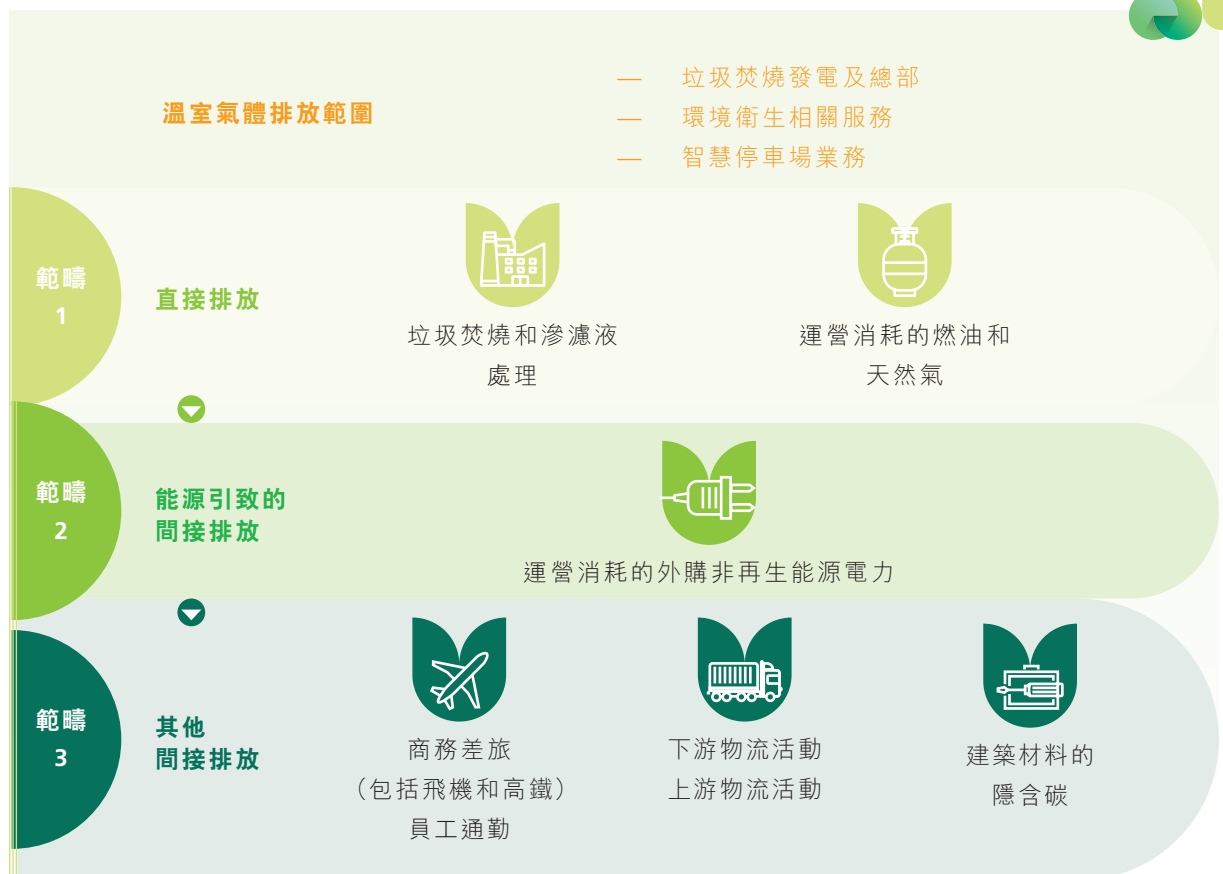 溫室氣體排放範圍
— 垃圾焚燒發電及總部
— 環境衛生相關服務
— 智慧停車場業務
範疇
1
直接排放
垃圾焚燒和滲濾液
處理
運營消耗的燃油和
天然氣
範疇
2
能源引致的
間接排放
運營消耗的外購非再生能源電力
範疇
3
其他
間接排放
商務差旅
（包括飛機和高鐵）
員工通勤
下游物流活動
上游物流活動
建築材料的
隱含碳